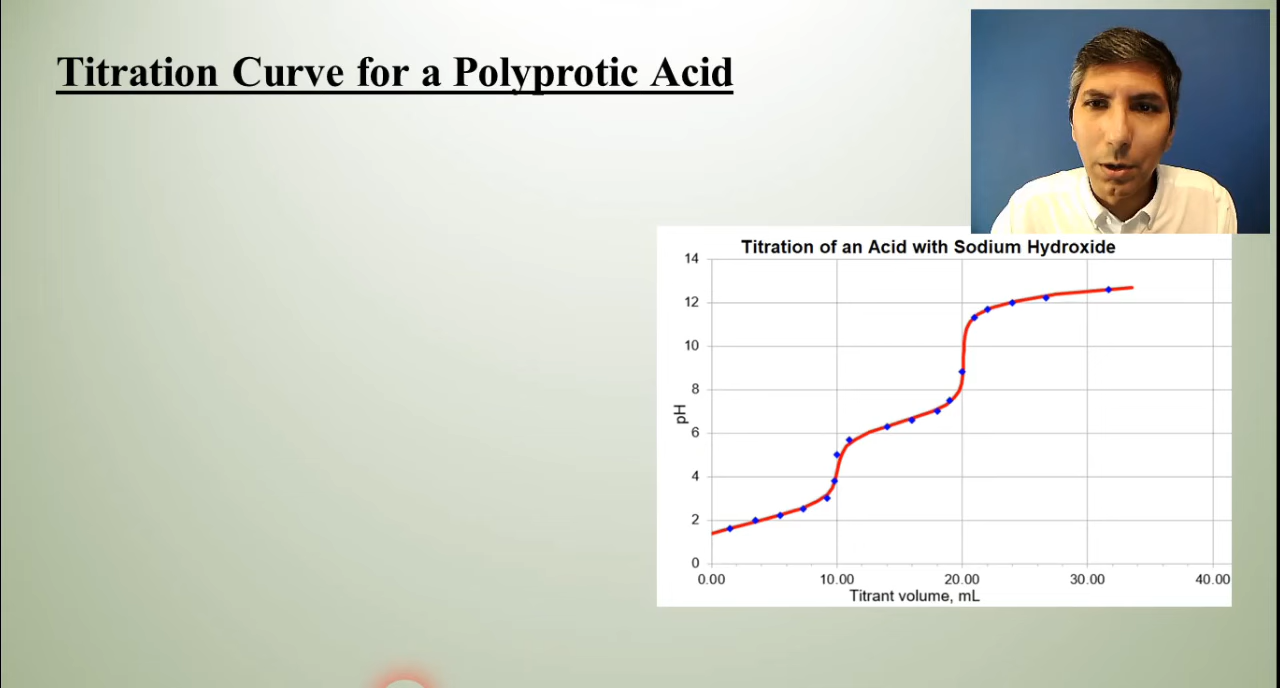 Titration Curve for a Polyprotic Acid
Titration of an Acid with Sodium Hydroxide
14
12
10
8
6
4
2
0
pH
0.00 10.00 20.00 30.00 40.00
Titrant volume, mL